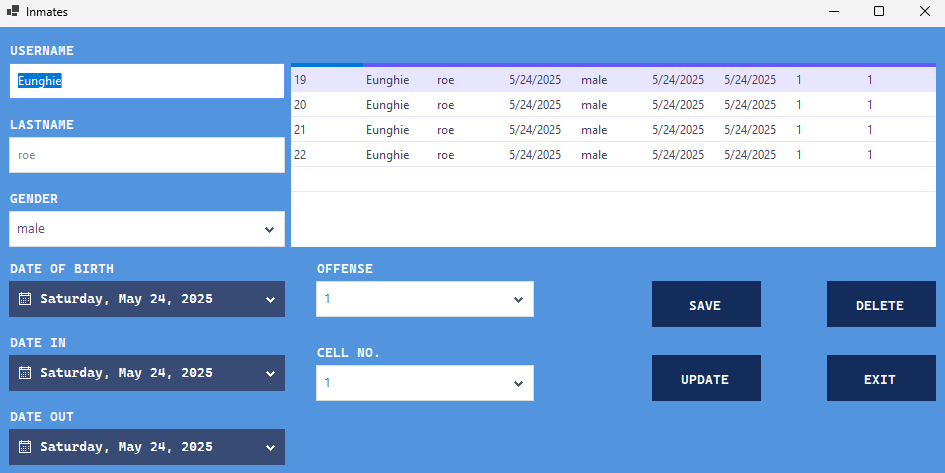 Inmates
USERNAME
Eunghie
LASTNAME
roe
GENDER
male
19 Eunghie roe 5/24/2025 male 5/24/2025 5/24/2025 1 1
20 Eunghie roe 5/24/2025 male 5/24/2025 5/24/2025 1 1
21 Eunghie roe 5/24/2025 male 5/24/2025 5/24/2025 1 1
22 Eunghie roe 5/24/2025 male 5/24/2025 5/24/2025 1 1
DATE OF BIRTH
Saturday, May 24, 2025
DATE IN
Saturday, May 24, 2025
DATE OUT
Saturday, May 24, 2025
OFFENSE
1
CELL NO.
1
SAVE
DELETE
UPDATE
EXIT